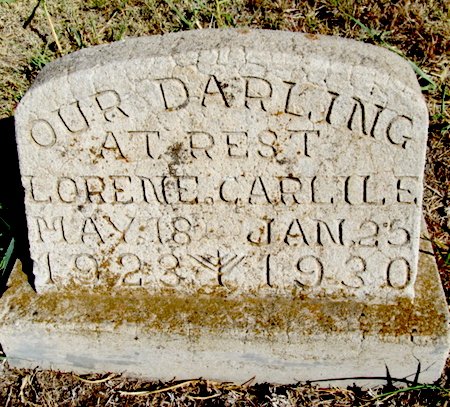 OUR DARLING
AT REST
LORENE. CARLILE
MAY. 18 JAN. 25
1923 1930